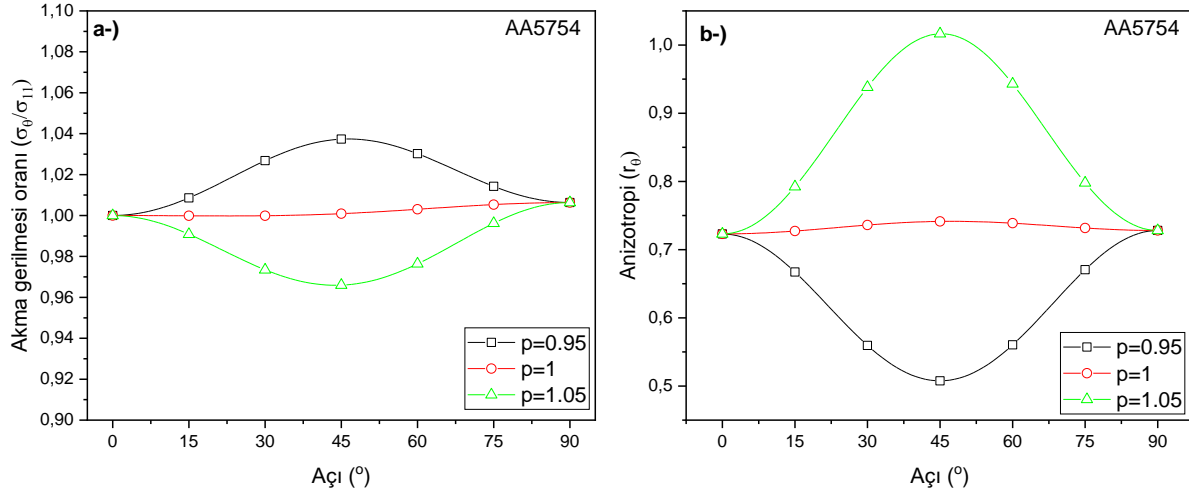 a-)
AA5754
Akma gerilmesi oranı (σθ/σ11)
1,10
1,08
1,06
1,04
1,02
1,00
0,98
0,96
0,94
0,92
0,90
p=0.95
p=1
p=1.05
0 15 30 45 60 75 90
Açı (o)
b-)
AA5754
Anizotropi (rθ)
1,0
0,9
0,8
0,7
0,6
0,5
p=0.95
p=1
p=1.05
0 15 30 45 60 75 90
Açı (o)